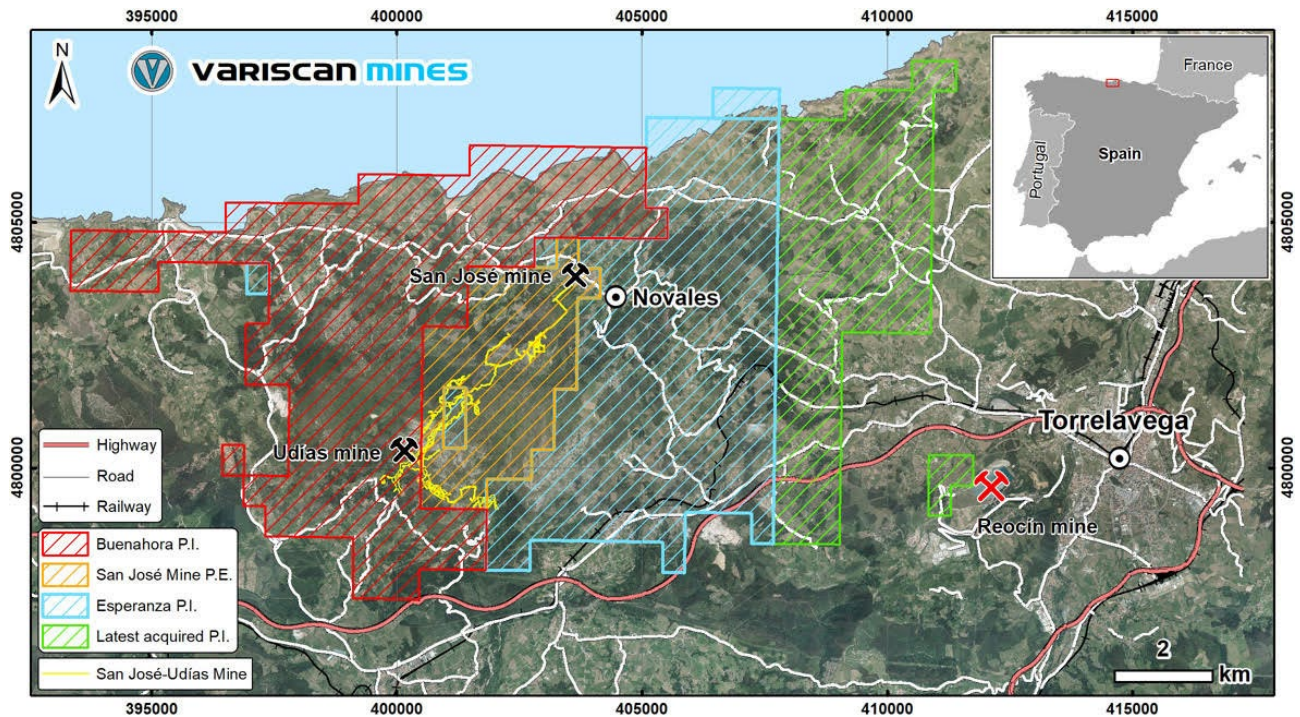 395000 400000 405000 410000 415000
N
VARISCAN MINES
France
Portugal
Spain
4805000
4805000
San José mine
Novales
Udías mine
Torrelavega
4800000
4800000
Reocín mine
Highway
Road
Railway
Buenahora P.I.
San José Mine P.E.
Esperanza P.I.
Latest acquired P.I.
San José-Udías Mine
2
km
395000 400000 405000 410000 415000